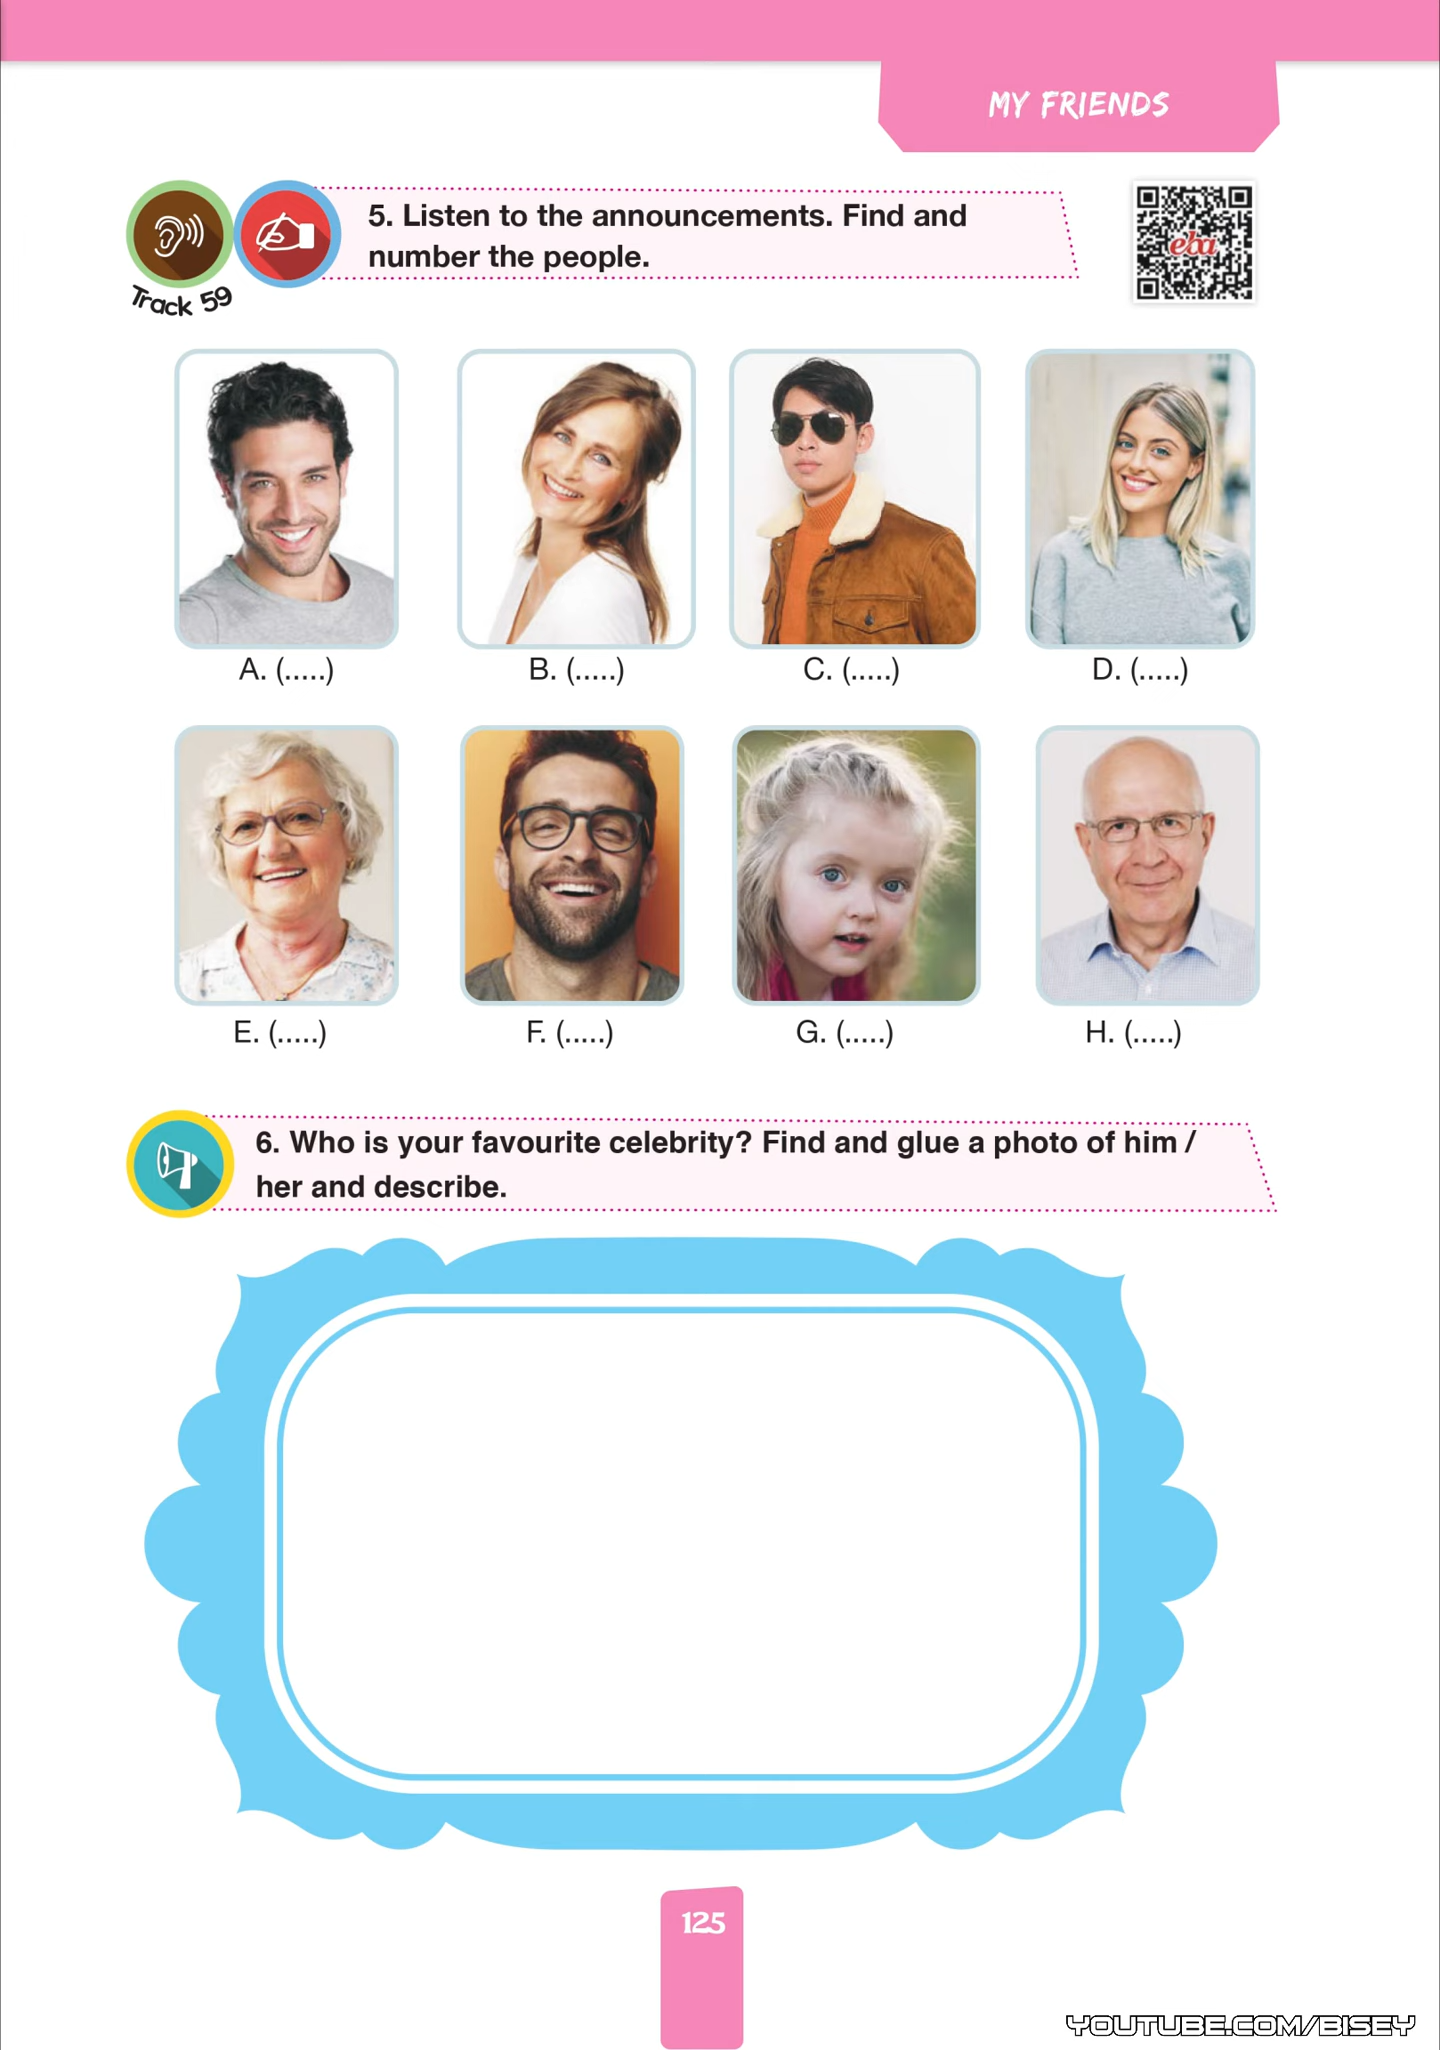 MY FRIENDS
5. Listen to the announcements. Find and
number the people.
eba
Track 59
A. (.....)
B. (.....)
C. (.....)
D. (.....)
E. (.....)
F. (.....)
G. (.....)
H. (.....)
6. Who is your favourite celebrity? Find and glue a photo of him /
her and describe.
125
YOUTUBE.COM/BISEY